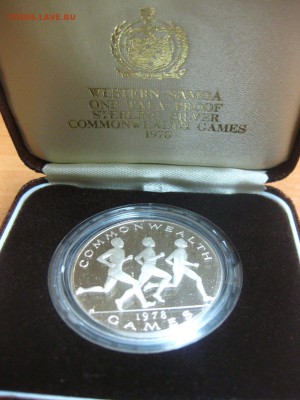 WESTERN SAMOA
ONE TALA PROOF
STERLING SILVER
COMMONWEALTH GAMES
1978
COMMONWEALTH
1978
GAMES